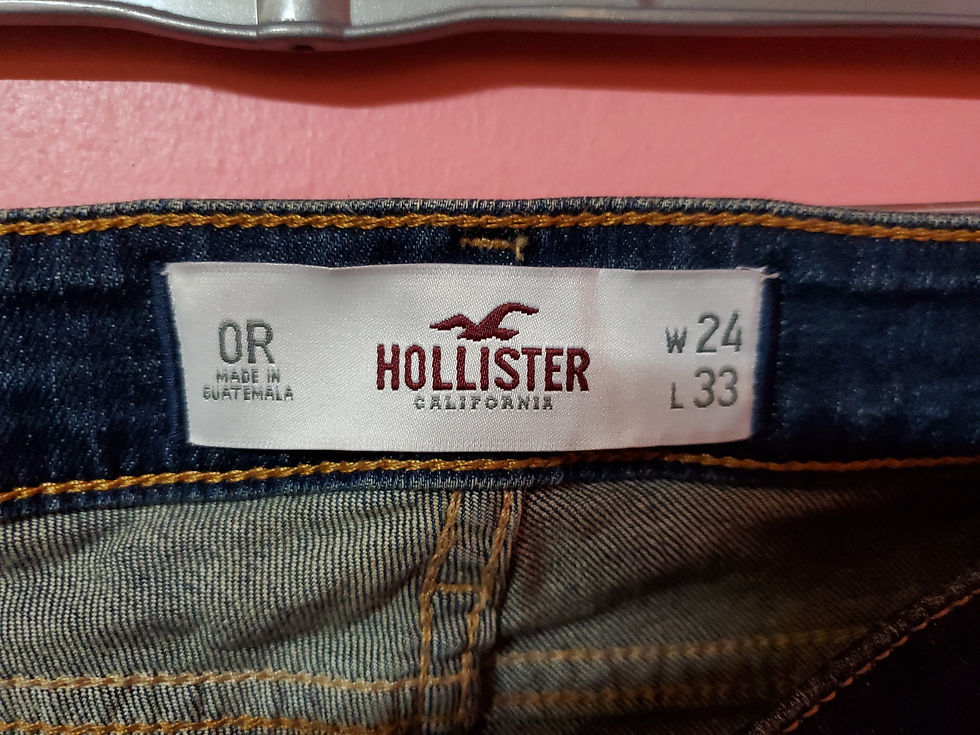 0R
MADE IN
GUATEMALA
HOLLISTER
CALIFORNIA
W 24
L 33